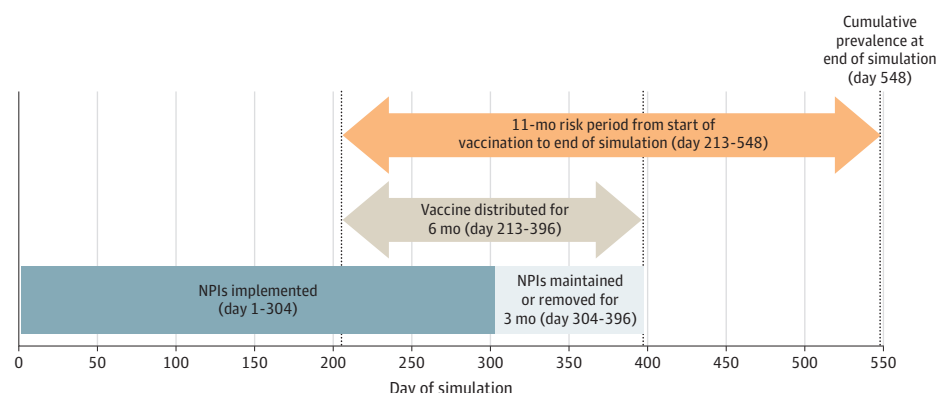 Cumulative
prevalence at
end of simulation
(day 548)
11-mo risk period from start of
vaccination to end of simulation (day 213-548)
Vaccine distributed for
6 mo (day 213-396)
NPIs implemented
(day 1-304)
NPIs maintained
or removed for
3 mo (day 304-396)
0 50 100 150 200 250 300 350 400 450 500 550
Day of simulation